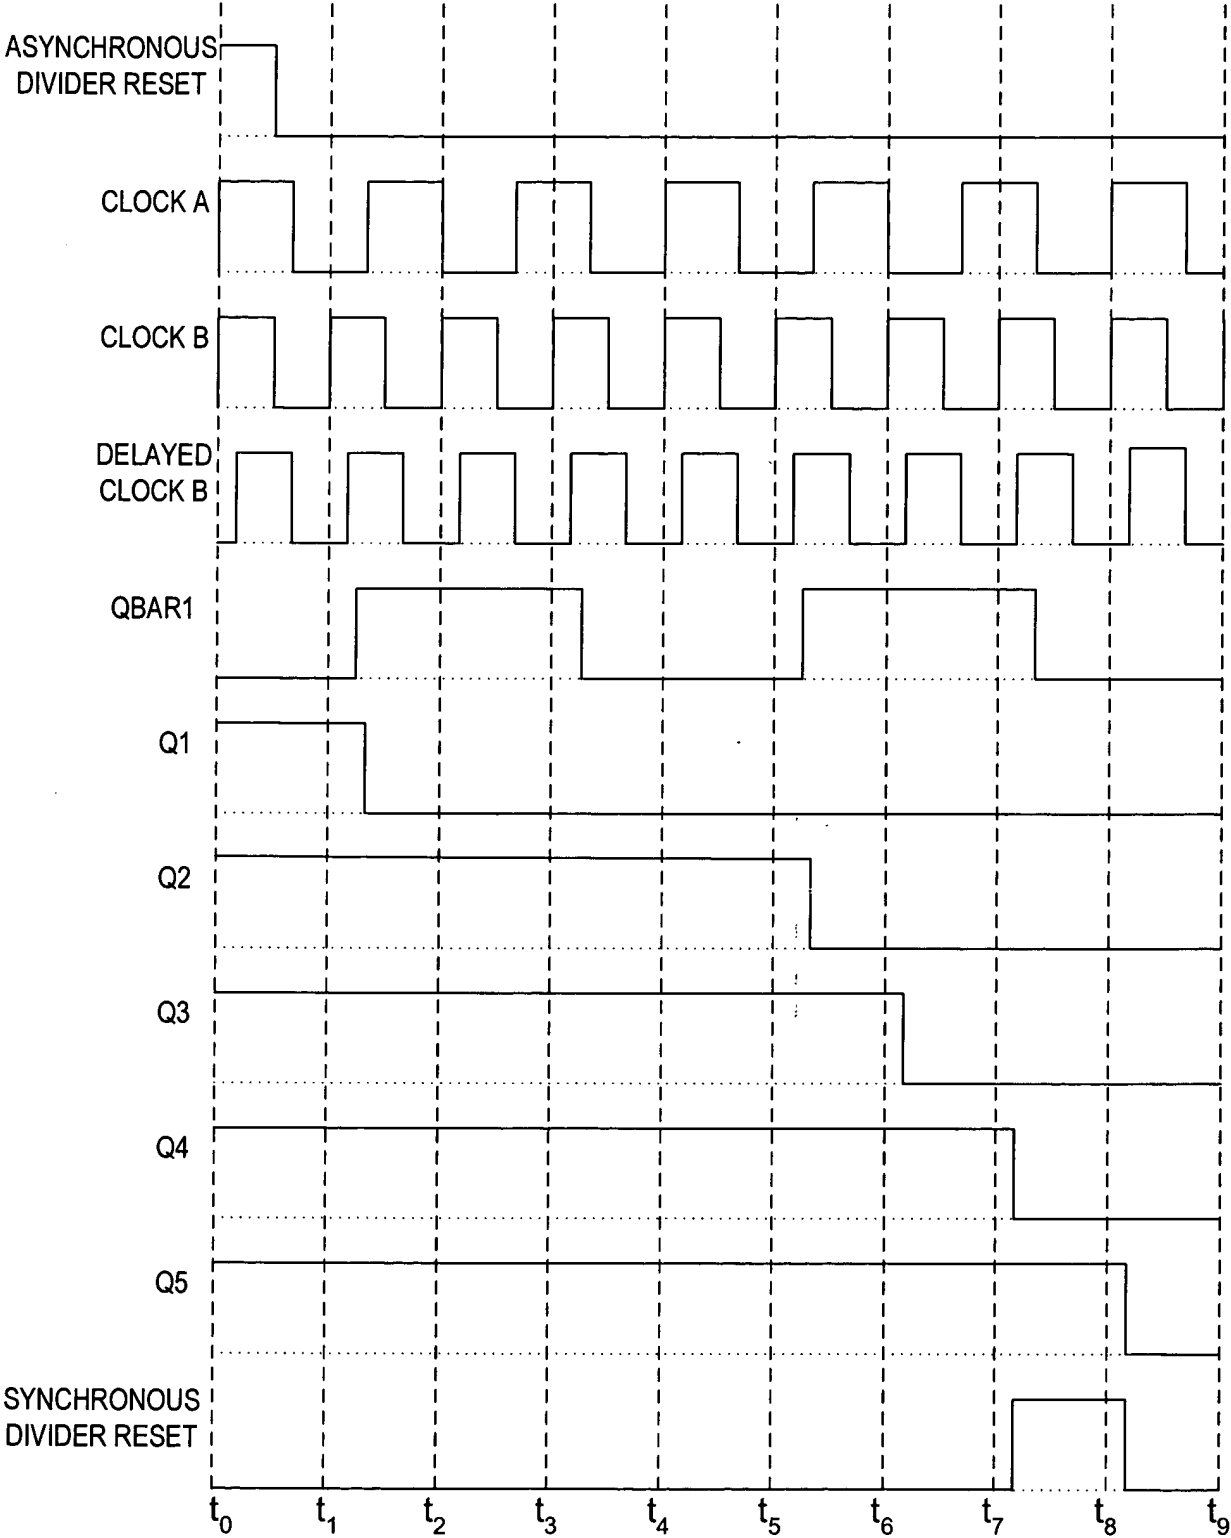 ASYNCHRONOUS
DIVIDER RESET
CLOCK A
CLOCK B
DELAYED
CLOCK B
QBAR1
Q1
Q2
Q3
Q4
Q5
SYNCHRONOUS
DIVIDER RESET
t0 t1 t2 t3 t4 t5 t6 t7 t8 t9